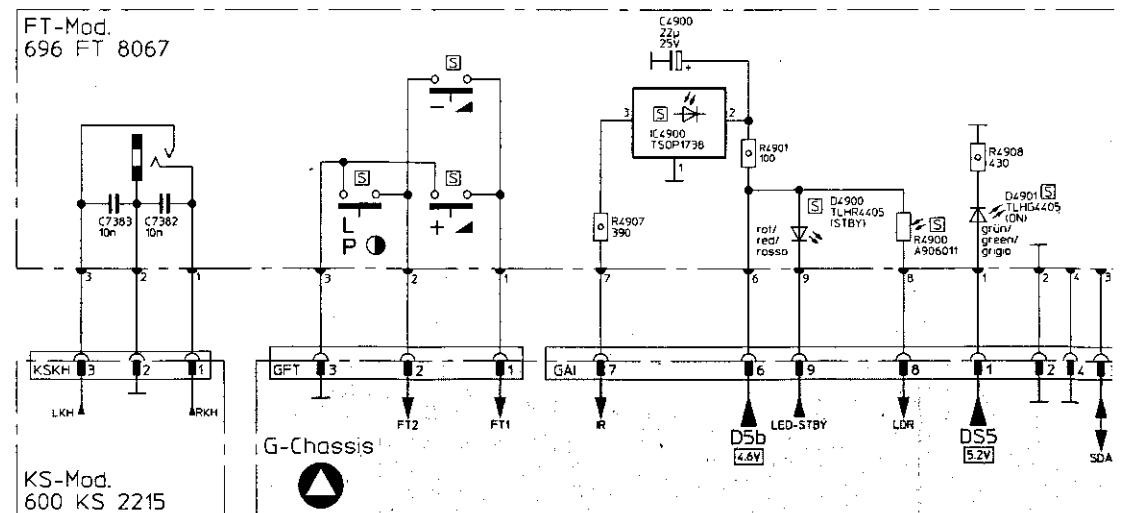 FT-Mod.
696 FT 8067
C4900
22µ
25V
+
S
−
3
S
2
IC4900
TSOP1738
1
R4901
100
R4908
430
C7383
10n
C7382
10n
S
S
L
P
+
R4907
390
S
D4900
TLHR4405
(STBY)
rot/
red/
rosso
S
R4900
A906011
D4901
S
TLHG4405
(ON)
grün/
green/
grigio
3
2
1
3
2
1
7
6
9
8
1
2
4
3
KSKH
3
2
1
GFT
3
2
1
GAI
7
6
9
8
1
2
4
3
LKH
RKH
FT2
FT1
IR
D5b
4.6V
LED-STBY
LDR
DS5
5.2V
SDA
G-Chassis
KS-Mod.
600 KS 2215